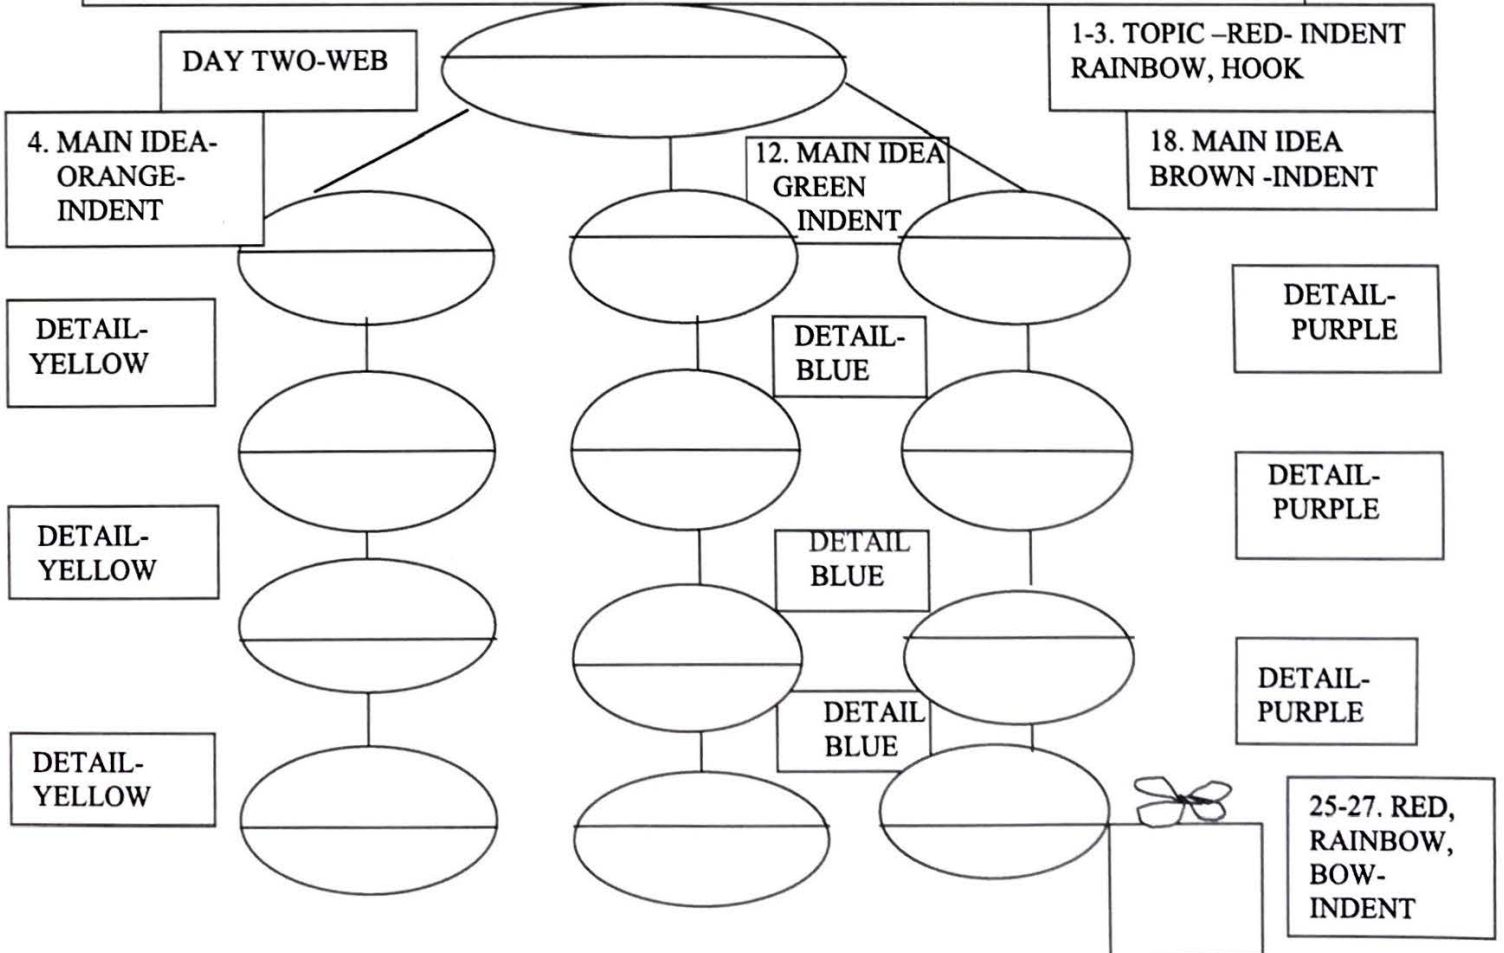 DAY TWO-WEB
1-3. TOPIC –RED- INDENT
RAINBOW, HOOK
4. MAIN IDEA-
ORANGE-
INDENT
12. MAIN IDEA
GREEN
INDENT
18. MAIN IDEA
BROWN -INDENT
DETAIL-
YELLOW
DETAIL-
BLUE
DETAIL-
PURPLE
DETAIL-
YELLOW
DETAIL
BLUE
DETAIL-
PURPLE
DETAIL-
YELLOW
DETAIL
BLUE
DETAIL-
PURPLE
25-27. RED,
RAINBOW,
BOW-
INDENT